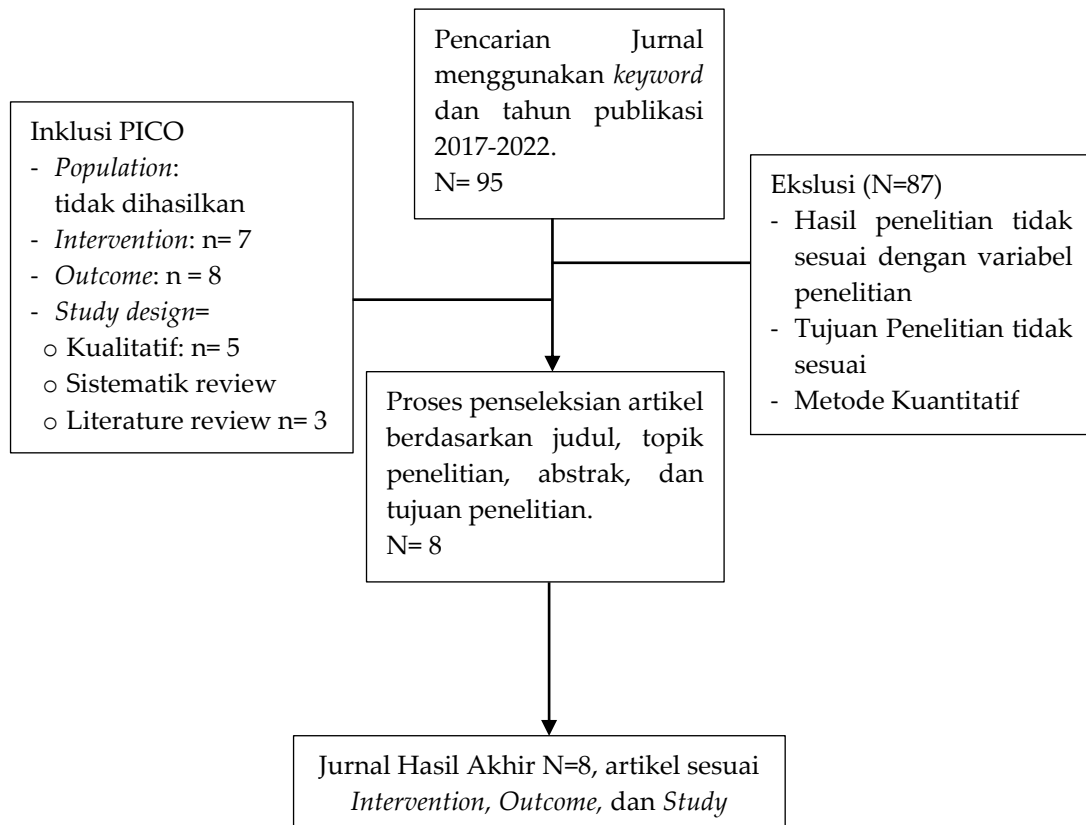 Pencarian Jurnal
menggunakan keyword
dan tahun publikasi
2017-2022.
N= 95
Inklusi PICO
- Population:
tidak dihasilkan
- Intervention: n= 7
- Outcome: n = 8
- Study design=
o Kualitatif: n= 5
o Sistematik review
o Literature review n= 3
Ekslusi (N=87)
- Hasil penelitian tidak
sesuai dengan variabel
penelitian
- Tujuan Penelitian tidak
sesuai
- Metode Kuantitatif
Proses penseleksian artikel
berdasarkan judul, topik
penelitian, abstrak, dan
tujuan penelitian.
N= 8
Jurnal Hasil Akhir N=8, artikel sesuai
Intervention, Outcome, dan Study